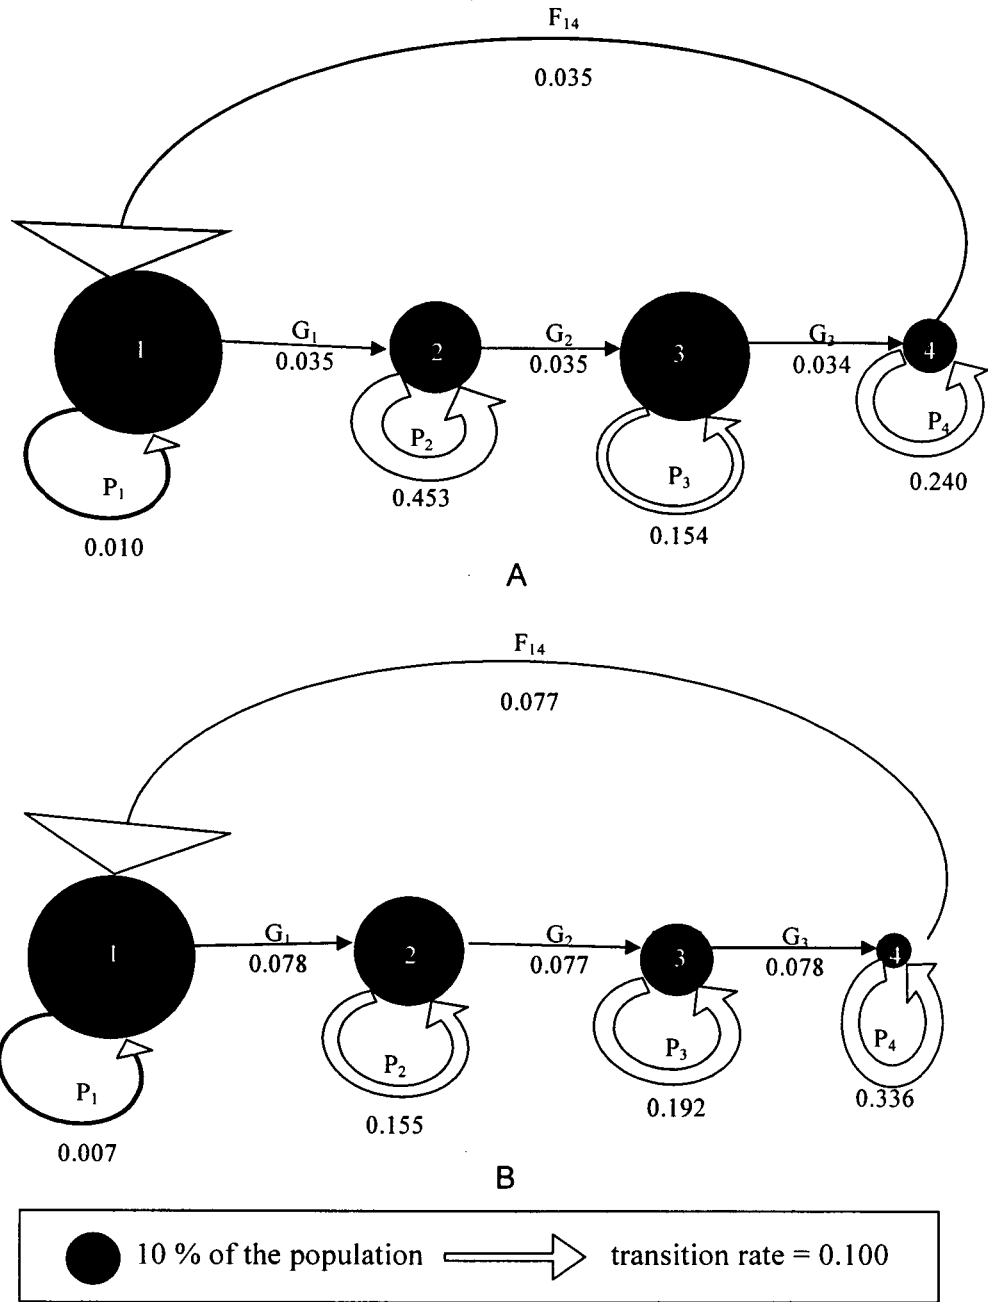 F14
0.035
1
G1
0.035
2
G2
0.035
3
G3
0.034
4
P1
0.010
P2
0.453
P3
0.154
P4
0.240
A
F14
0.077
1
G1
0.078
2
G2
0.077
3
G3
0.078
4
P1
0.007
P2
0.155
P3
0.192
P4
0.336
B
10 % of the population transition rate = 0.100